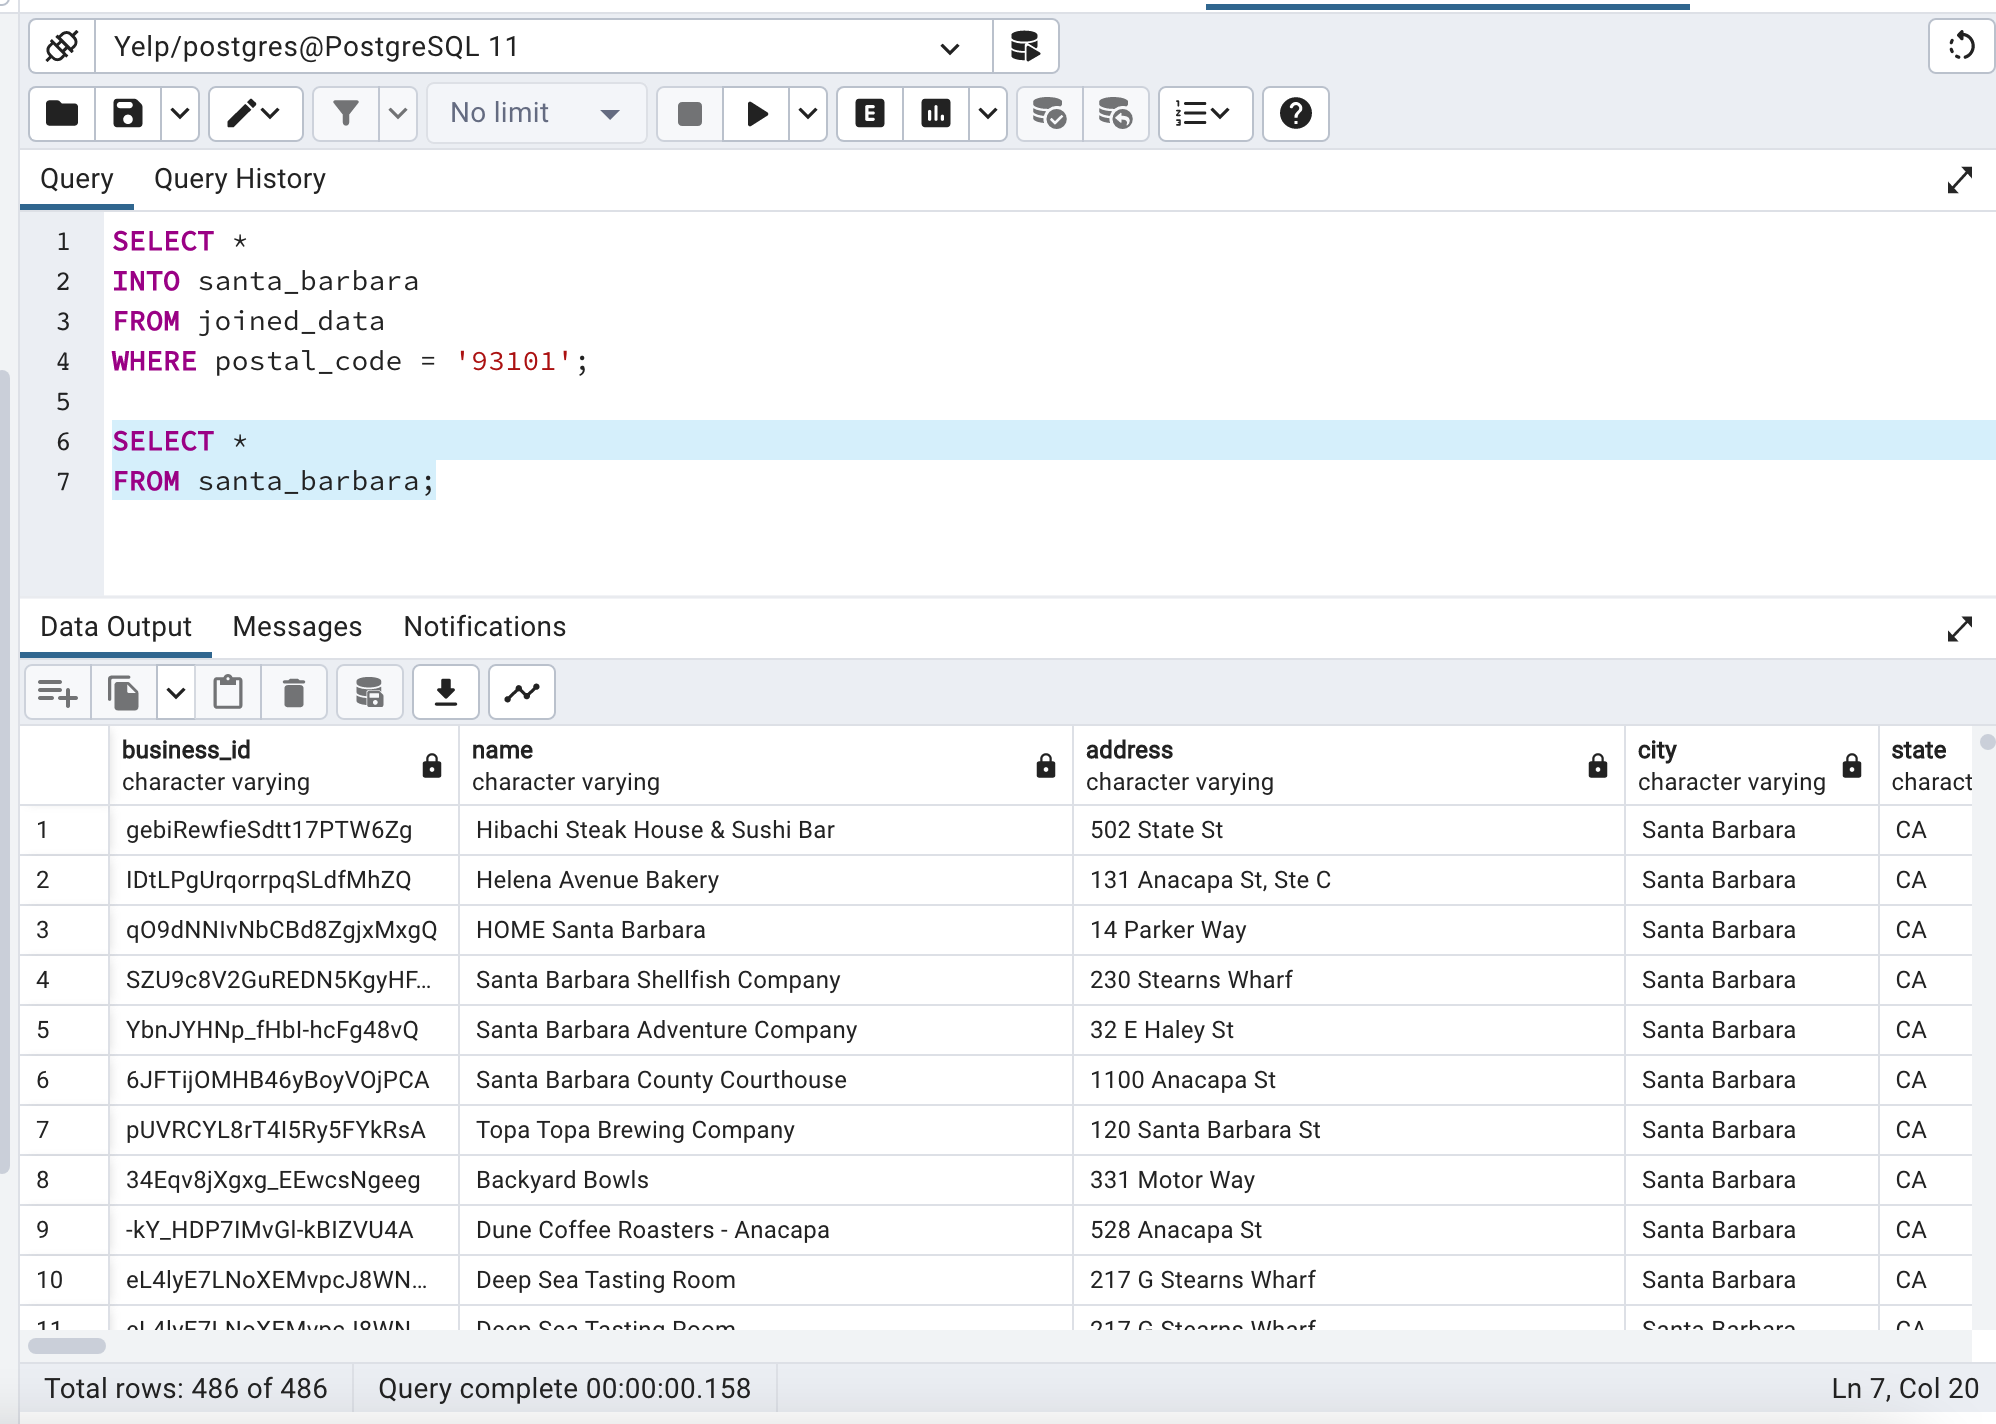 Yelp/postgres@PostgreSQL 11
No limit
E
Query Query History
1 SELECT *
2 INTO santa_barbara
3 FROM joined_data
4 WHERE postal_code = '93101';
5
6 SELECT *
7 FROM santa_barbara;
Data Output Messages Notifications
business_id name address city state
character varying character varying character varying character varying charact
1 gebiRewfieSdtt17PTW6Zg Hibachi Steak House & Sushi Bar 502 State St Santa Barbara CA
2 IDtLPgUrqorrpqSLdfMhZQ Helena Avenue Bakery 131 Anacapa St, Ste C Santa Barbara CA
3 qO9dNNIvNbCBd8ZgjxMxgQ HOME Santa Barbara 14 Parker Way Santa Barbara CA
4 SZU9c8V2GuREDN5KgyHF... Santa Barbara Shellfish Company 230 Stearns Wharf Santa Barbara CA
5 YbnJYHNp_fHbI-hcFg48vQ Santa Barbara Adventure Company 32 E Haley St Santa Barbara CA
6 6JFTijOMHB46yBoyVOjPCA Santa Barbara County Courthouse 1100 Anacapa St Santa Barbara CA
7 pUVRCYL8rT4I5Ry5FYkRsA Topa Topa Brewing Company 120 Santa Barbara St Santa Barbara CA
8 34Eqv8jXgxg_EEwcsNgeeg Backyard Bowls 331 Motor Way Santa Barbara CA
9 -kY_HDP7IMvGl-kBIZVU4A Dune Coffee Roasters - Anacapa 528 Anacapa St Santa Barbara CA
10 eL4lyE7LNoXEMvpcJ8WN... Deep Sea Tasting Room 217 G Stearns Wharf Santa Barbara CA
11 eL4lyE7LNoXEMvpcJ8WN... Deep Sea Tasting Room 217 G Stearns Wharf Santa Barbara CA
Total rows: 486 of 486 Query complete 00:00:00.158 Ln 7, Col 20